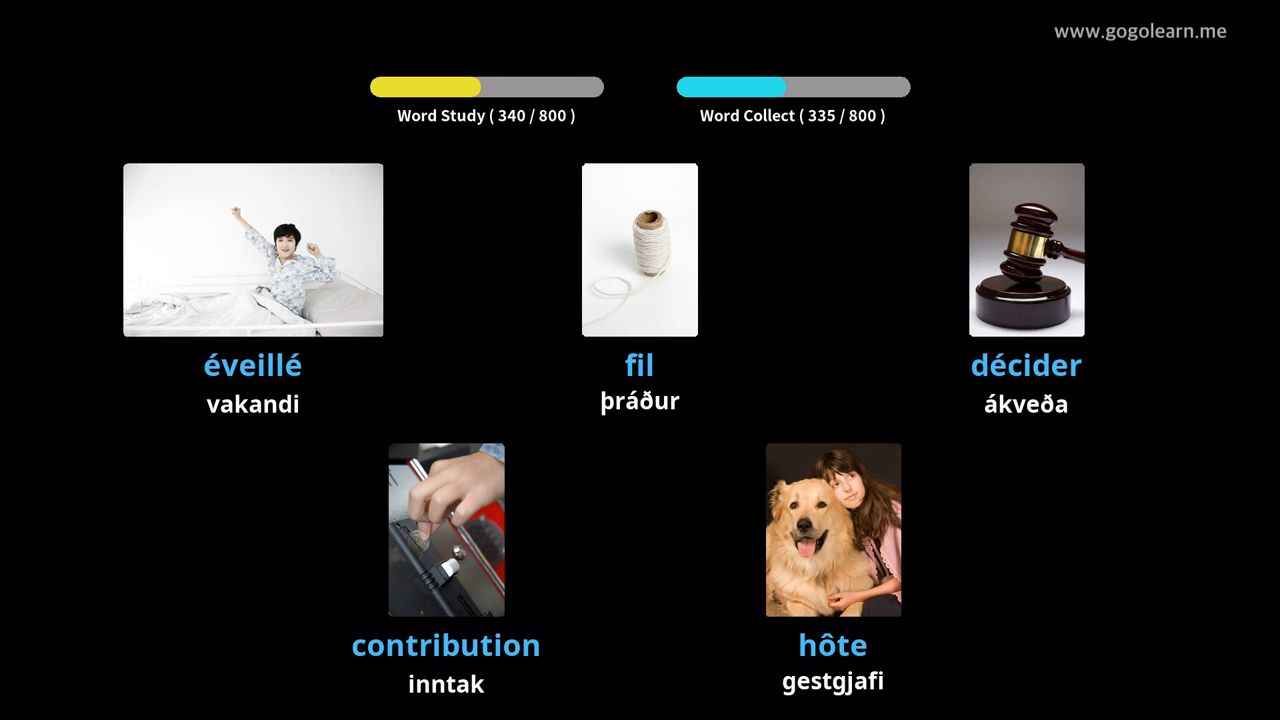 www.gogolearn.me
Word Study ( 340 / 800 )
Word Collect ( 335 / 800 )
éveillé
vakandi
fil
þráður
décider
ákveða
contribution
inntak
hôte
gestgjafi